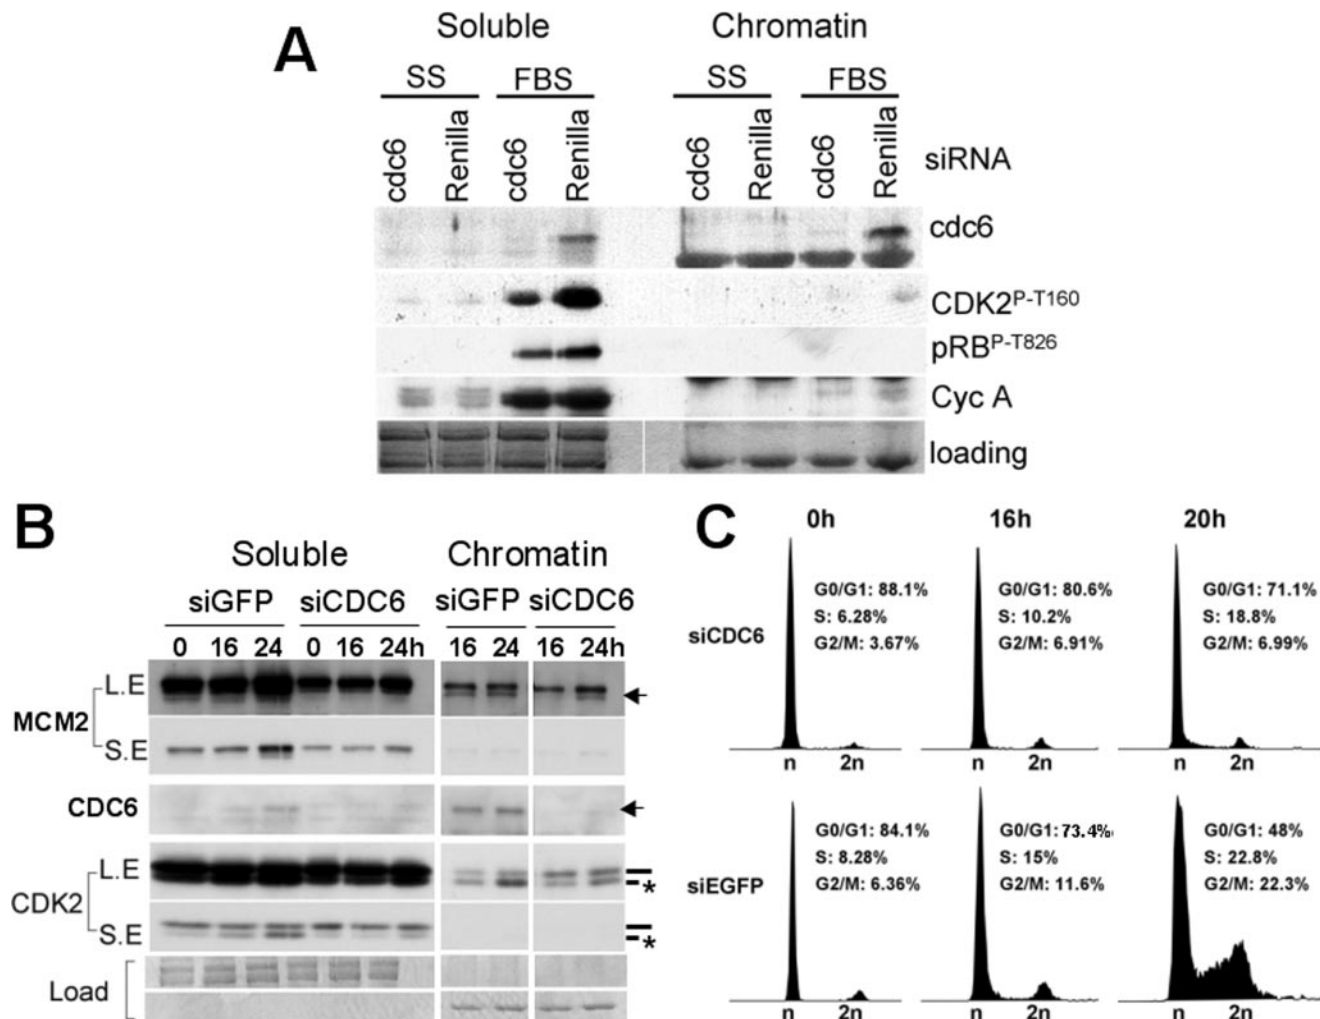 A
Soluble Chromatin
SS FBS SS FBS
cdc6 Renilla cdc6 Renilla cdc6 Renilla cdc6 Renilla siRNA
cdc6
CDK2P-T160
pRBP-T826
Cyc A
loading
B
Soluble Chromatin
siGFP siCDC6 siGFP siCDC6
0 16 24 0 16 24h 16 24 16 24h
L.E
MCM2
S.E
CDC6
L.E
*
CDK2
S.E
*
Load
C
0h 16h 20h
siCDC6
G0/G1: 88.1%
S: 6.28%
G2/M: 3.67%
n 2n
G0/G1: 80.6%
S: 10.2%
G2/M: 6.91%
n 2n
G0/G1: 71.1%
S: 18.8%
G2/M: 6.99%
n 2n
siEGFP
G0/G1: 84.1%
S: 8.28%
G2/M: 6.36%
n 2n
G0/G1: 73.4%
S: 15%
G2/M: 11.6%
n 2n
G0/G1: 48%
S: 22.8%
G2/M: 22.3%
n 2n